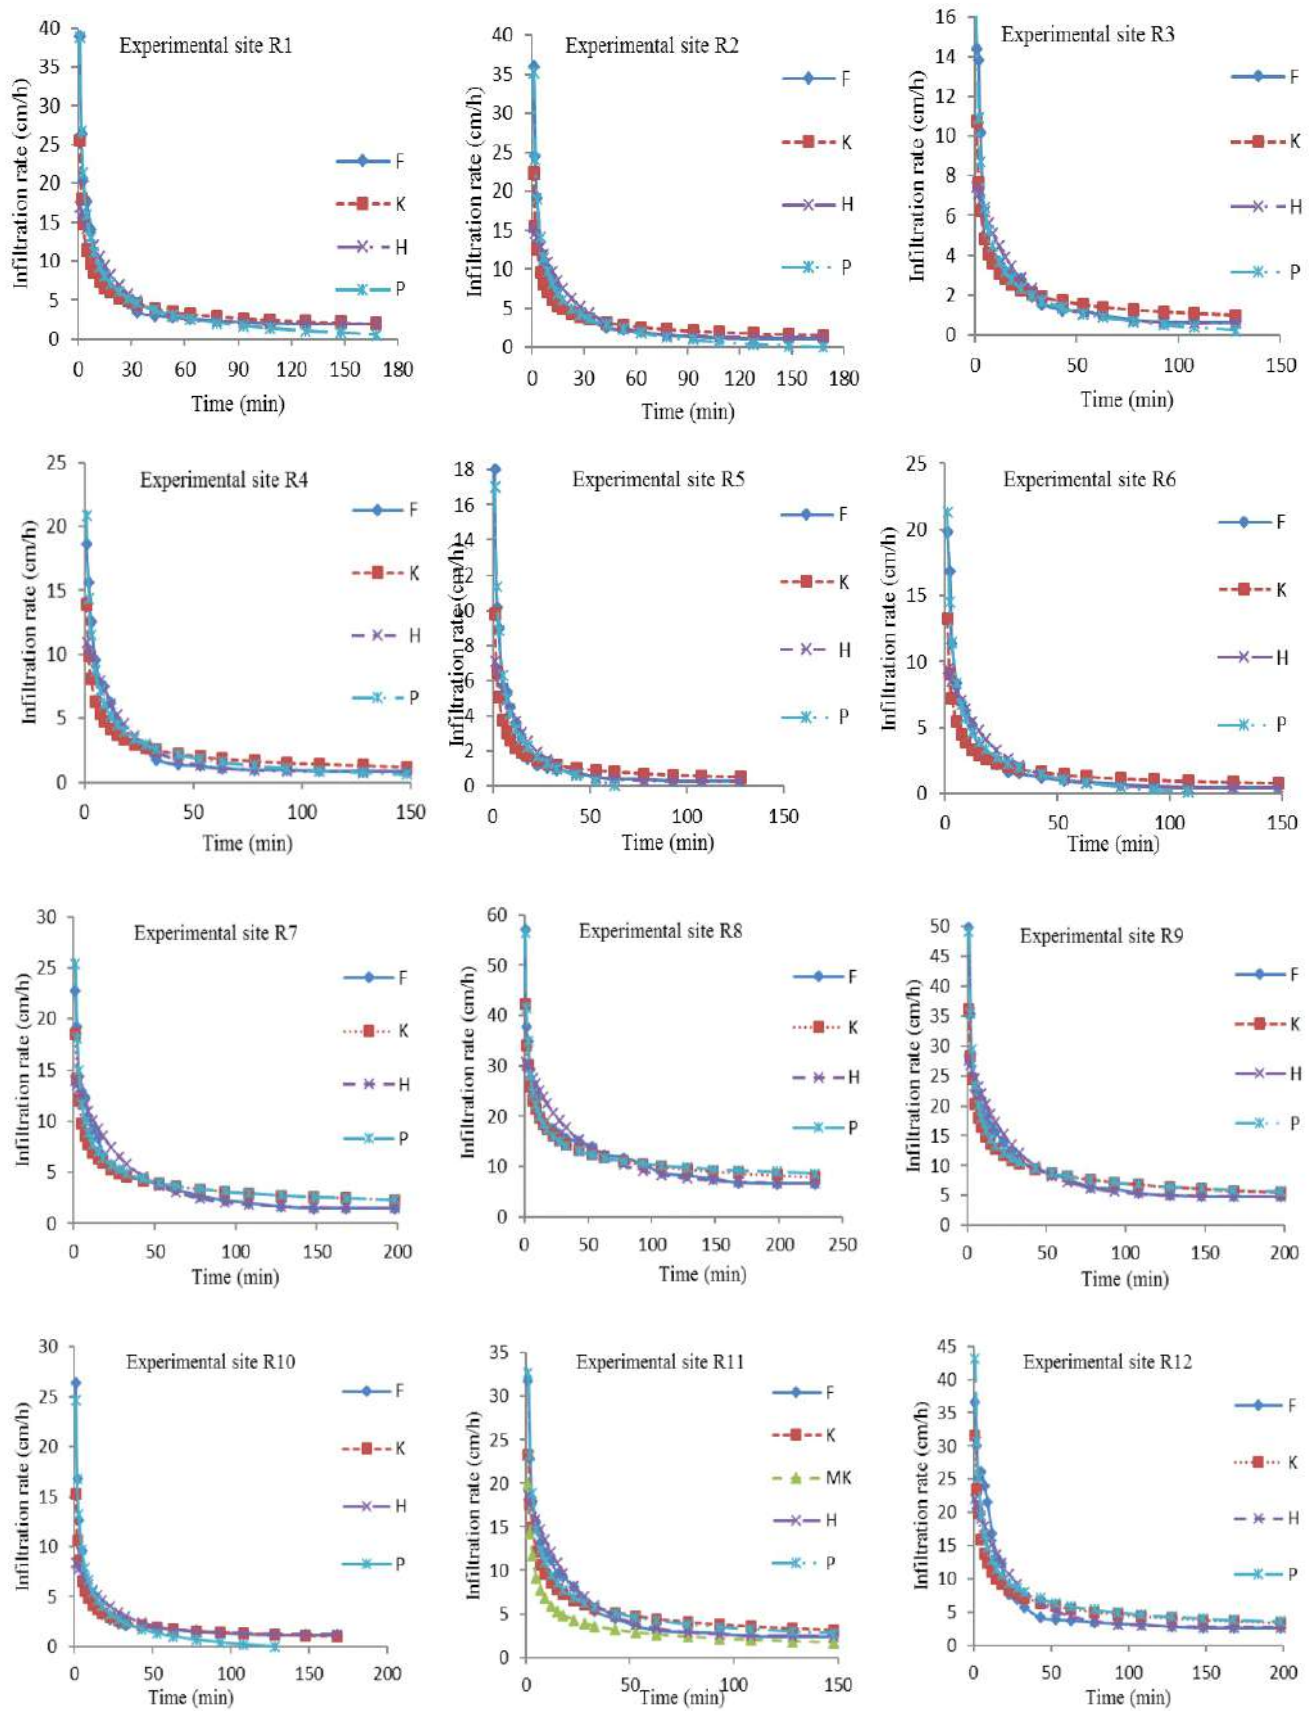 Experimental site R1
Infiltration rate (cm/h)
40
35
30
25
20
15
10
5
0
F
K
H
P
0 30 60 90 120 150 180
Time (min)
Experimental site R2
Infiltration rate (cm/h)
40
35
30
25
20
15
10
5
0
F
K
H
P
0 30 60 90 120 150 180
Time (min)
Experimental site R3
Infiltration rate (cm/h)
16
14
12
10
8
6
4
2
0
F
K
H
P
0 50 100 150
Time (min)
Experimental site R4
Infiltration rate (cm/h)
25
20
15
10
5
0
F
K
H
P
0 50 100 150
Time (min)
Experimental site R5
Infiltration rate (cm/h)
18
16
14
12
10
8
6
4
2
0
F
K
H
P
0 50 100 150
Time (min)
Experimental site R6
Infiltration rate (cm/h)
25
20
15
10
5
0
F
K
H
P
0 50 100 150
Time (min)
Experimental site R7
Infiltration rate (cm/h)
30
25
20
15
10
5
0
F
K
H
P
0 50 100 150 200
Time (min)
Experimental site R8
Infiltration rate (cm/h)
60
50
40
30
20
10
0
F
K
H
P
0 50 100 150 200 250
Time (min)
Experimental site R9
Infiltration rate (cm/h)
50
45
40
35
30
25
20
15
10
5
0
F
K
H
P
0 50 100 150 200
Time (min)
Experimental site R10
Infiltration rate (cm/h)
30
25
20
15
10
5
0
F
K
H
P
0 50 100 150 200
Time (min)
Experimental site R11
Infiltration rate (cm/h)
35
30
25
20
15
10
5
0
F
K
MK
H
P
0 50 100 150
Time (min)
Experimental site R12
Infiltration rate (cm/h)
45
40
35
30
25
20
15
10
5
0
F
K
H
P
0 50 100 150 200
Time (min)